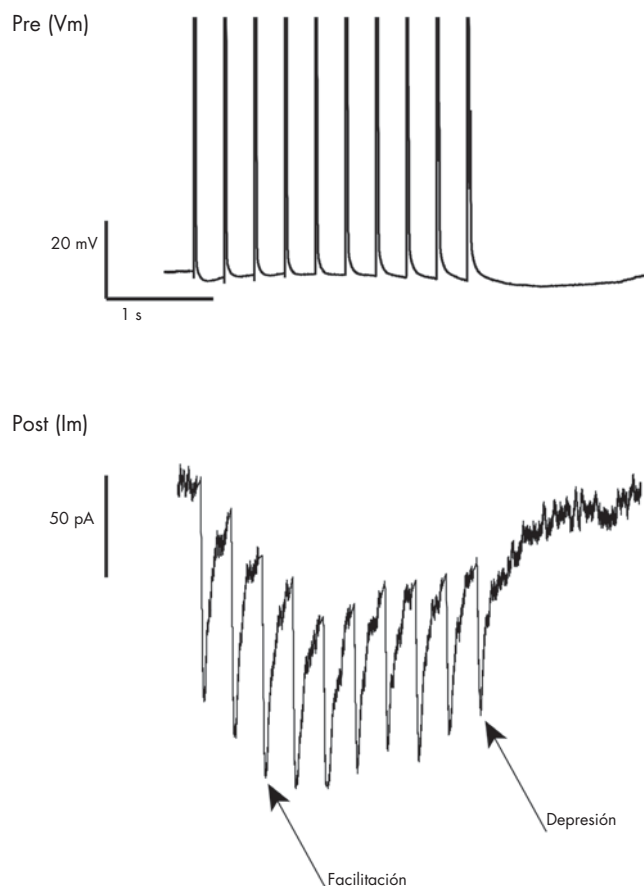 Pre (Vm)
20 mV
1 s
Post (Im)
50 pA
Depresión
Facilitación